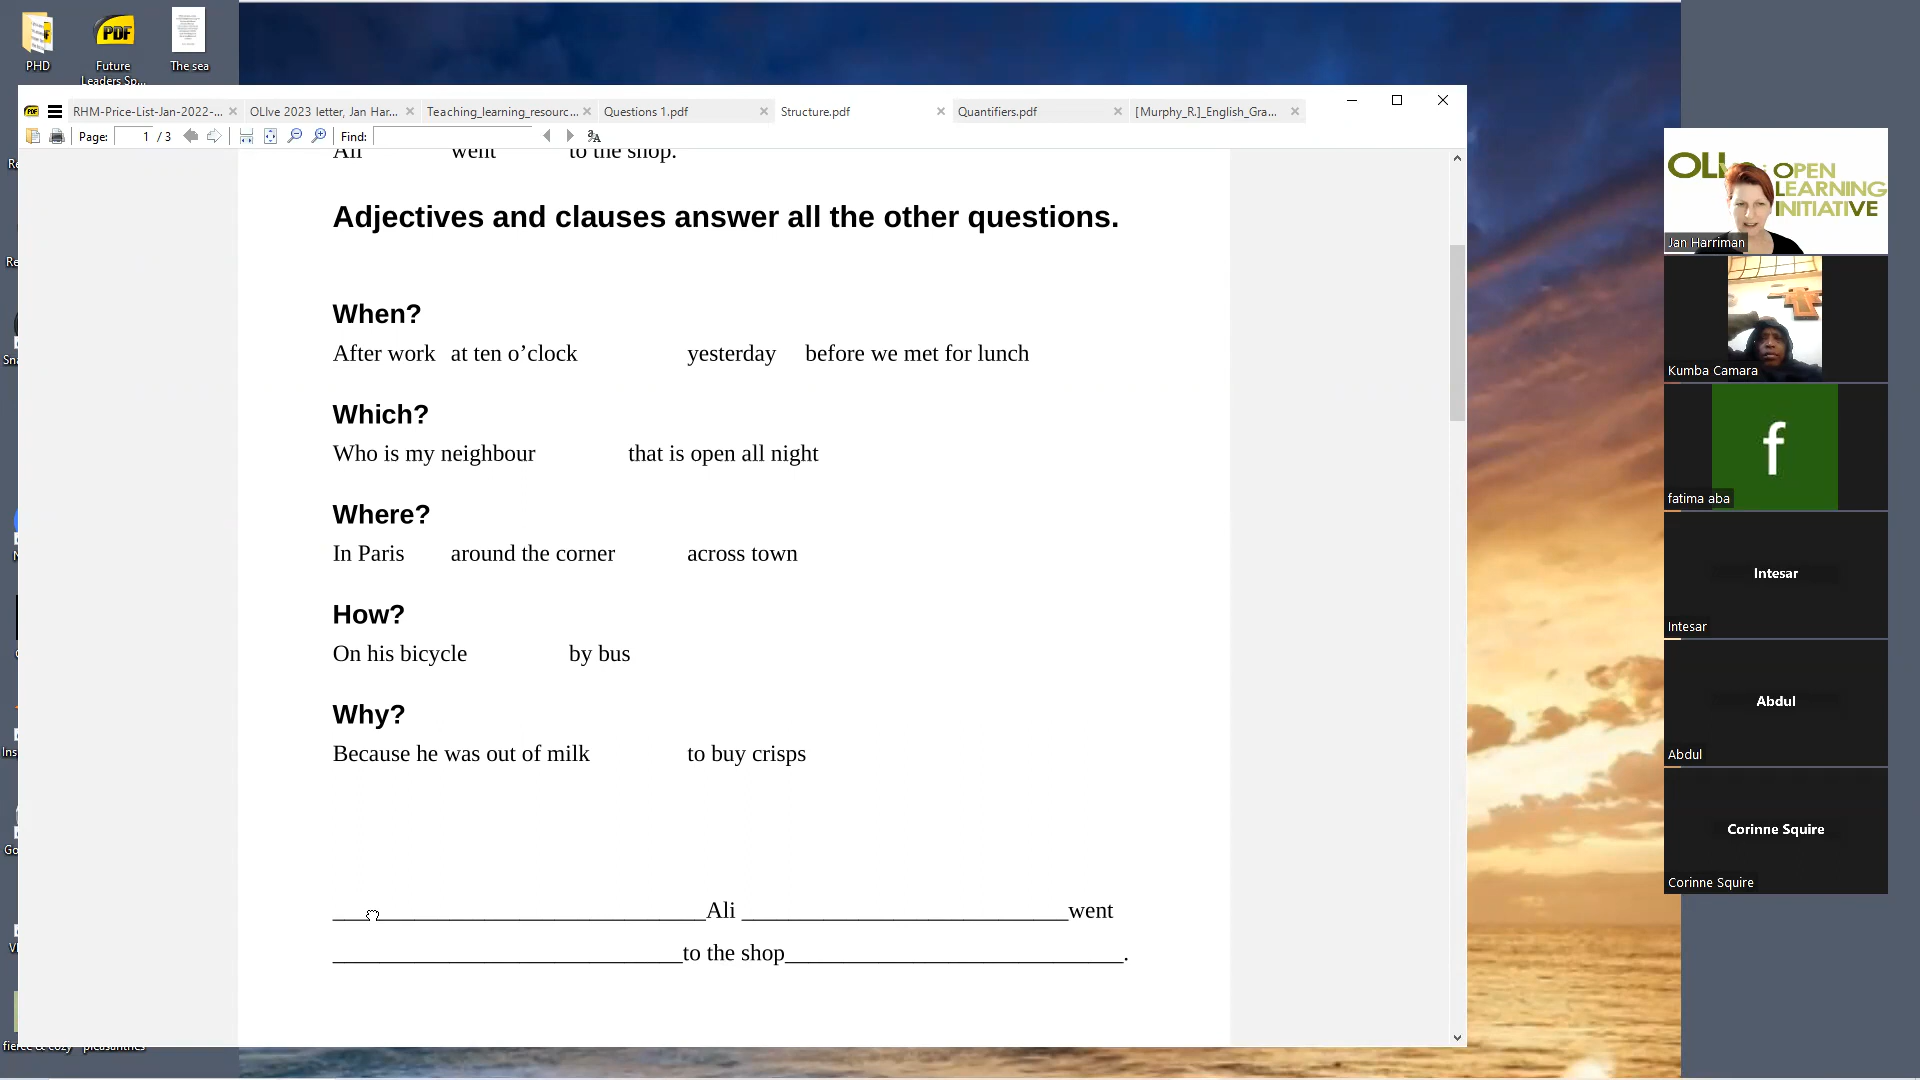 PHD
Future
Leaders Sp...
The sea
RHM-Price-List-Jan-2022-...
OLIve 2023 letter, Jan Har...
Teaching_learning_resourc...
Questions 1.pdf
Structure.pdf
Quantifiers.pdf
[Murphy_R.]_English_Gra...
Page: 1 / 3 Find:
Ali went to the shop.
Adjectives and clauses answer all the other questions.
When?
After work at ten o’clock yesterday before we met for lunch
Which?
Who is my neighbour that is open all night
Where?
In Paris around the corner across town
How?
On his bicycle by bus
Why?
Because he was out of milk to buy crisps
________________________________Ali ____________________________went
______________________________to the shop_____________________________.
OPEN
LEARNING
INITIATIVE
Jan Harriman
Kumba Camara
f
fatima aba
Intesar
Intesar
Abdul
Abdul
Corinne Squire
Corinne Squire